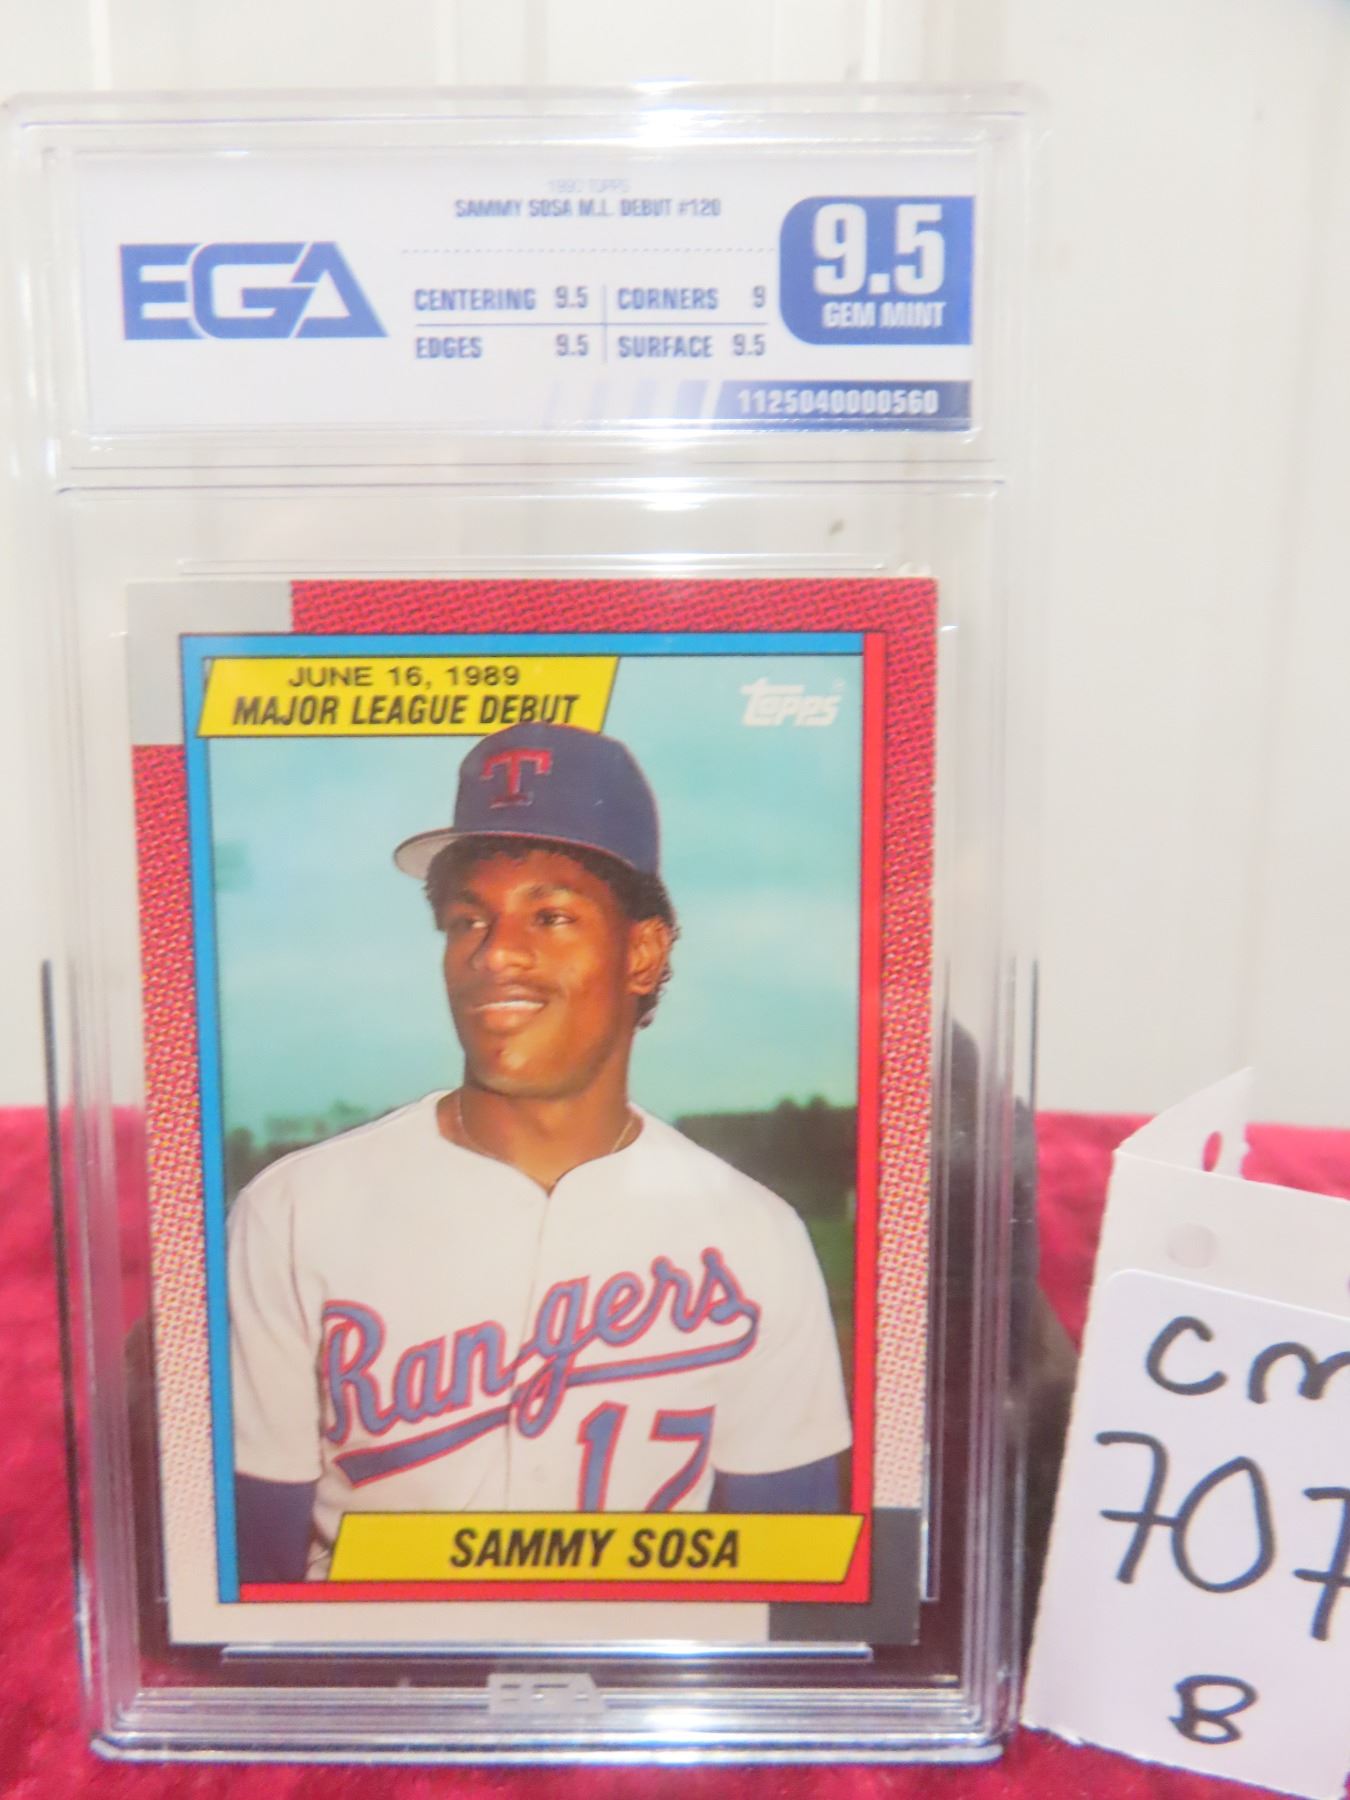 1990 TOPPS
SAMMY SOSA M.L. DEBUT #120
EGA
CENTERING 9.5 CORNERS 9
EDGES 9.5 SURFACE 9.5
9.5
GEM MINT
1125040000560
JUNE 16, 1989
MAJOR LEAGUE DEBUT
topps
T
Rangers
17
SAMMY SOSA
EGA
CM
707
B